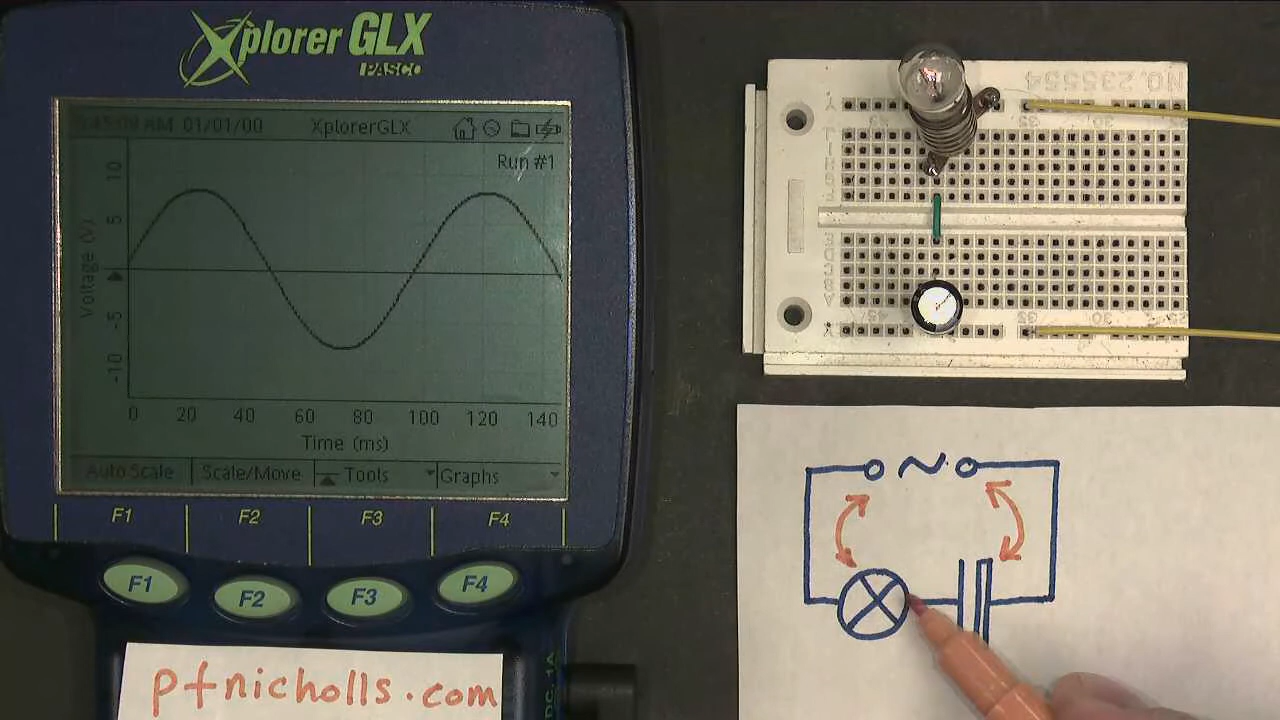 Xplorer GLX
PASCO
01/01/00 XplorerGLX
Run #1
Voltage (V)
10
5
-5
-10
0 20 40 60 80 100 120 140
Time (ms)
Auto Scale Scale/Move Tools Graphs
F1 F2 F3 F4
F1 F2 F3 F4
pfnicholls.com
NO.235554